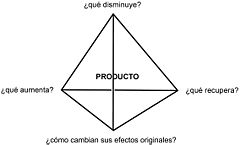 ¿qué disminuye?
PRODUCTO
¿qué aumenta?
¿qué recupera?
¿cómo cambian sus efectos originales?